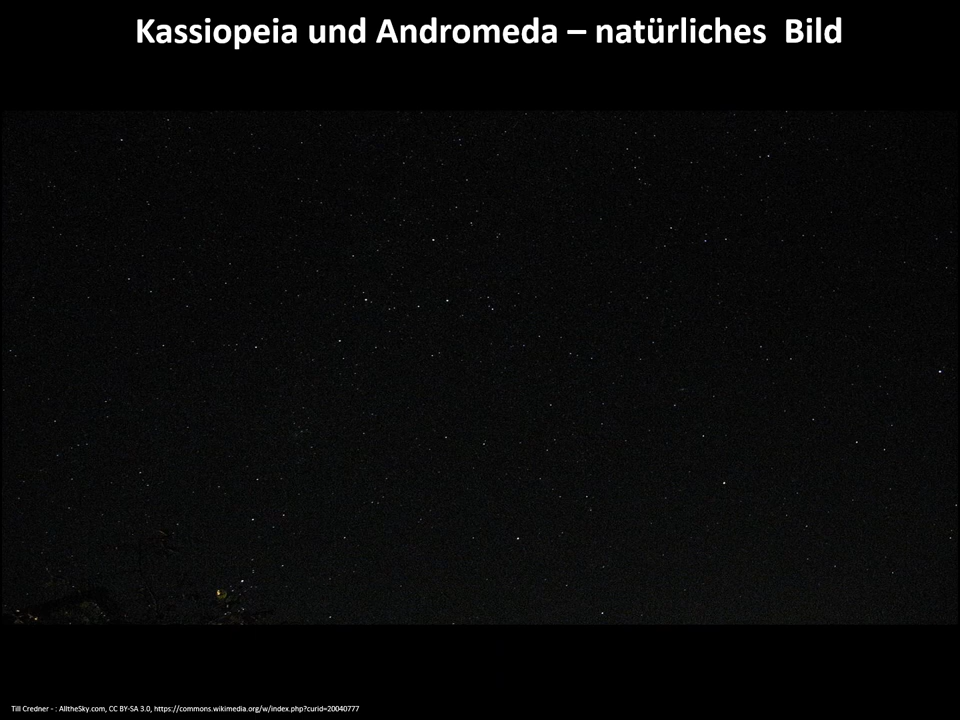 Kassiopeia und Andromeda – natürliches  Bild
Till Credner - : AlltheSky.com, CC BY-SA 3.0, https://commons.wikimedia.org/w/index.php?curid=20040777